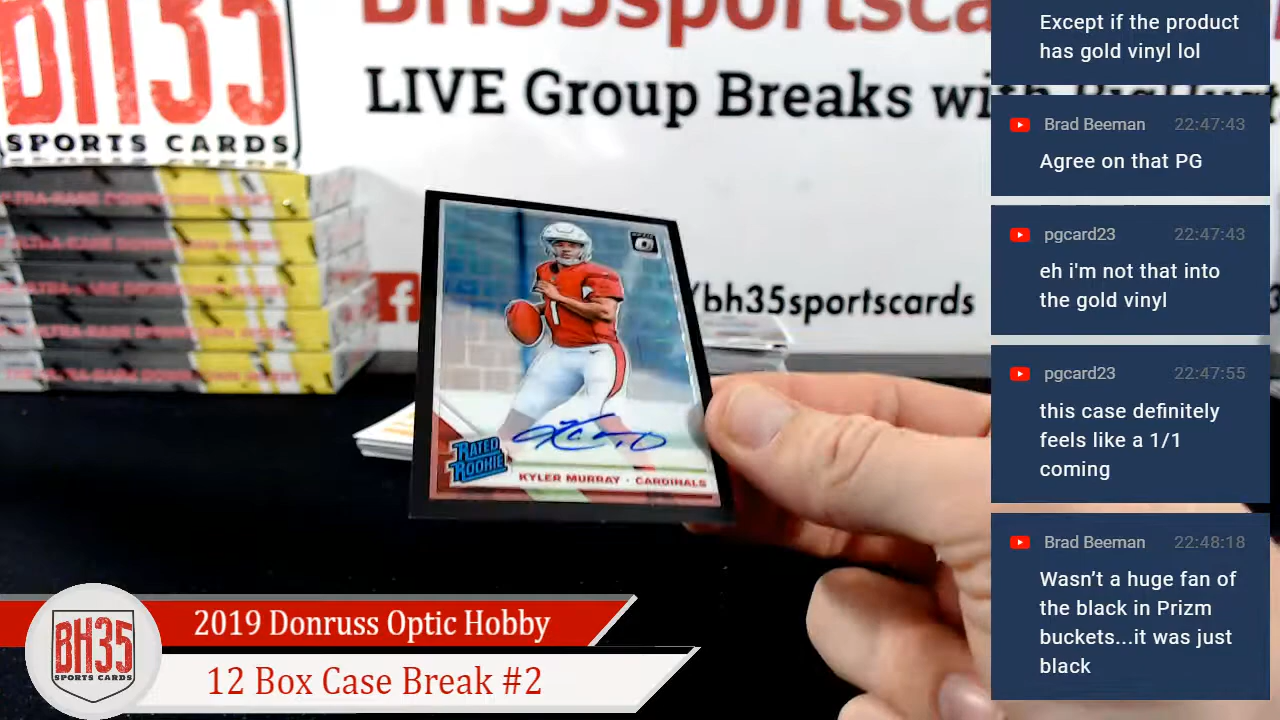 BH35
SPORTS CARDS
BH35sportsca
LIVE Group Breaks with
/bh35sportscards
f
OPTIC
RATED
ROOKIE
KYLER MURRAY · CARDINALS
1
2019 Donruss Optic Hobby
12 Box Case Break #2
BH35
SPORTS CARDS
Except if the product
has gold vinyl lol
Brad Beeman 22:47:43
Agree on that PG
pgcard23 22:47:43
eh i'm not that into
the gold vinyl
pgcard23 22:47:55
this case definitely
feels like a 1/1
coming
Brad Beeman 22:48:18
Wasn't a huge fan of
the black in Prizm
buckets...it was just
black